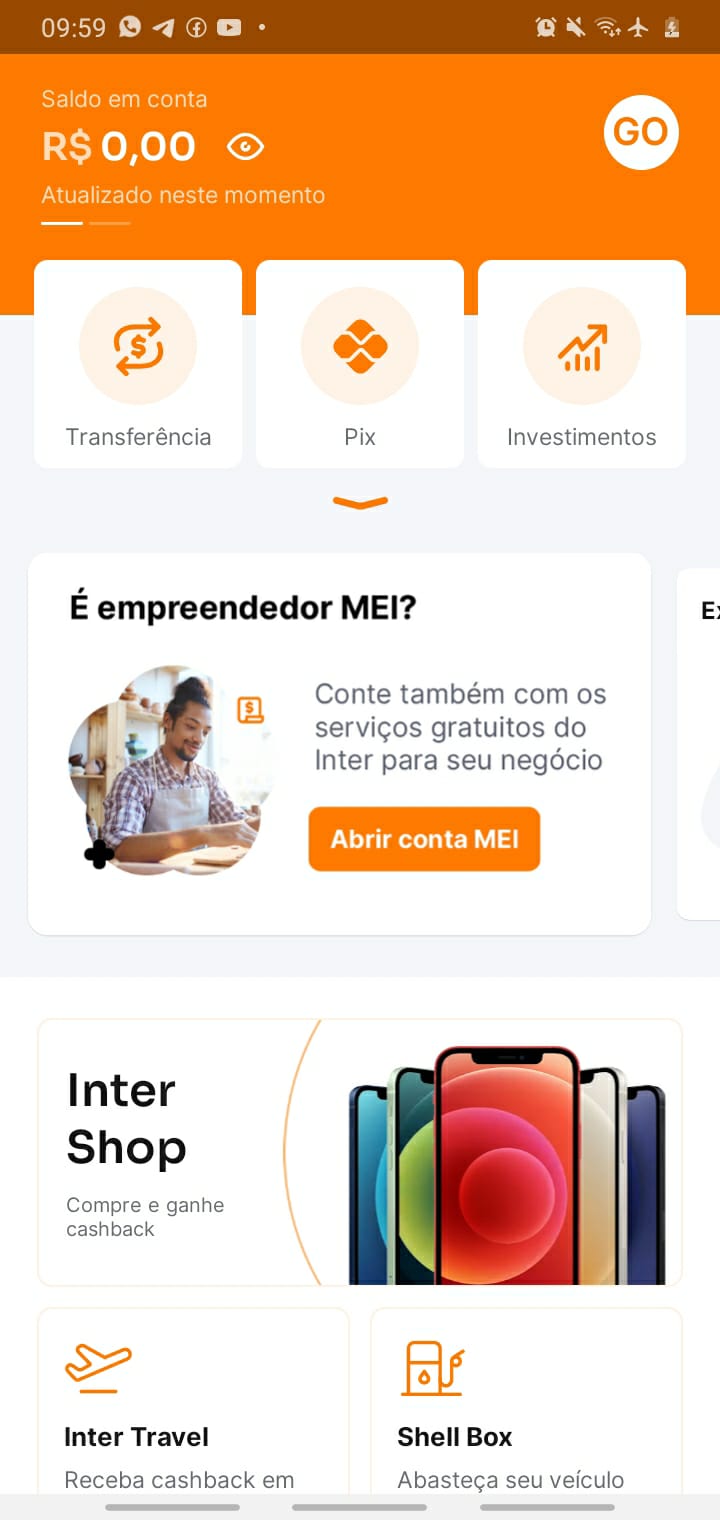 09:59
Saldo em conta
R$ 0,00
GO
Atualizado neste momento
Transferência
Pix
Investimentos
É empreendedor MEI?
Conte também com os
serviços gratuitos do
Inter para seu negócio
Abrir conta MEI
Inter
Shop
Compre e ganhe
cashback
Inter Travel
Receba cashback em
Shell Box
Abasteça seu veículo